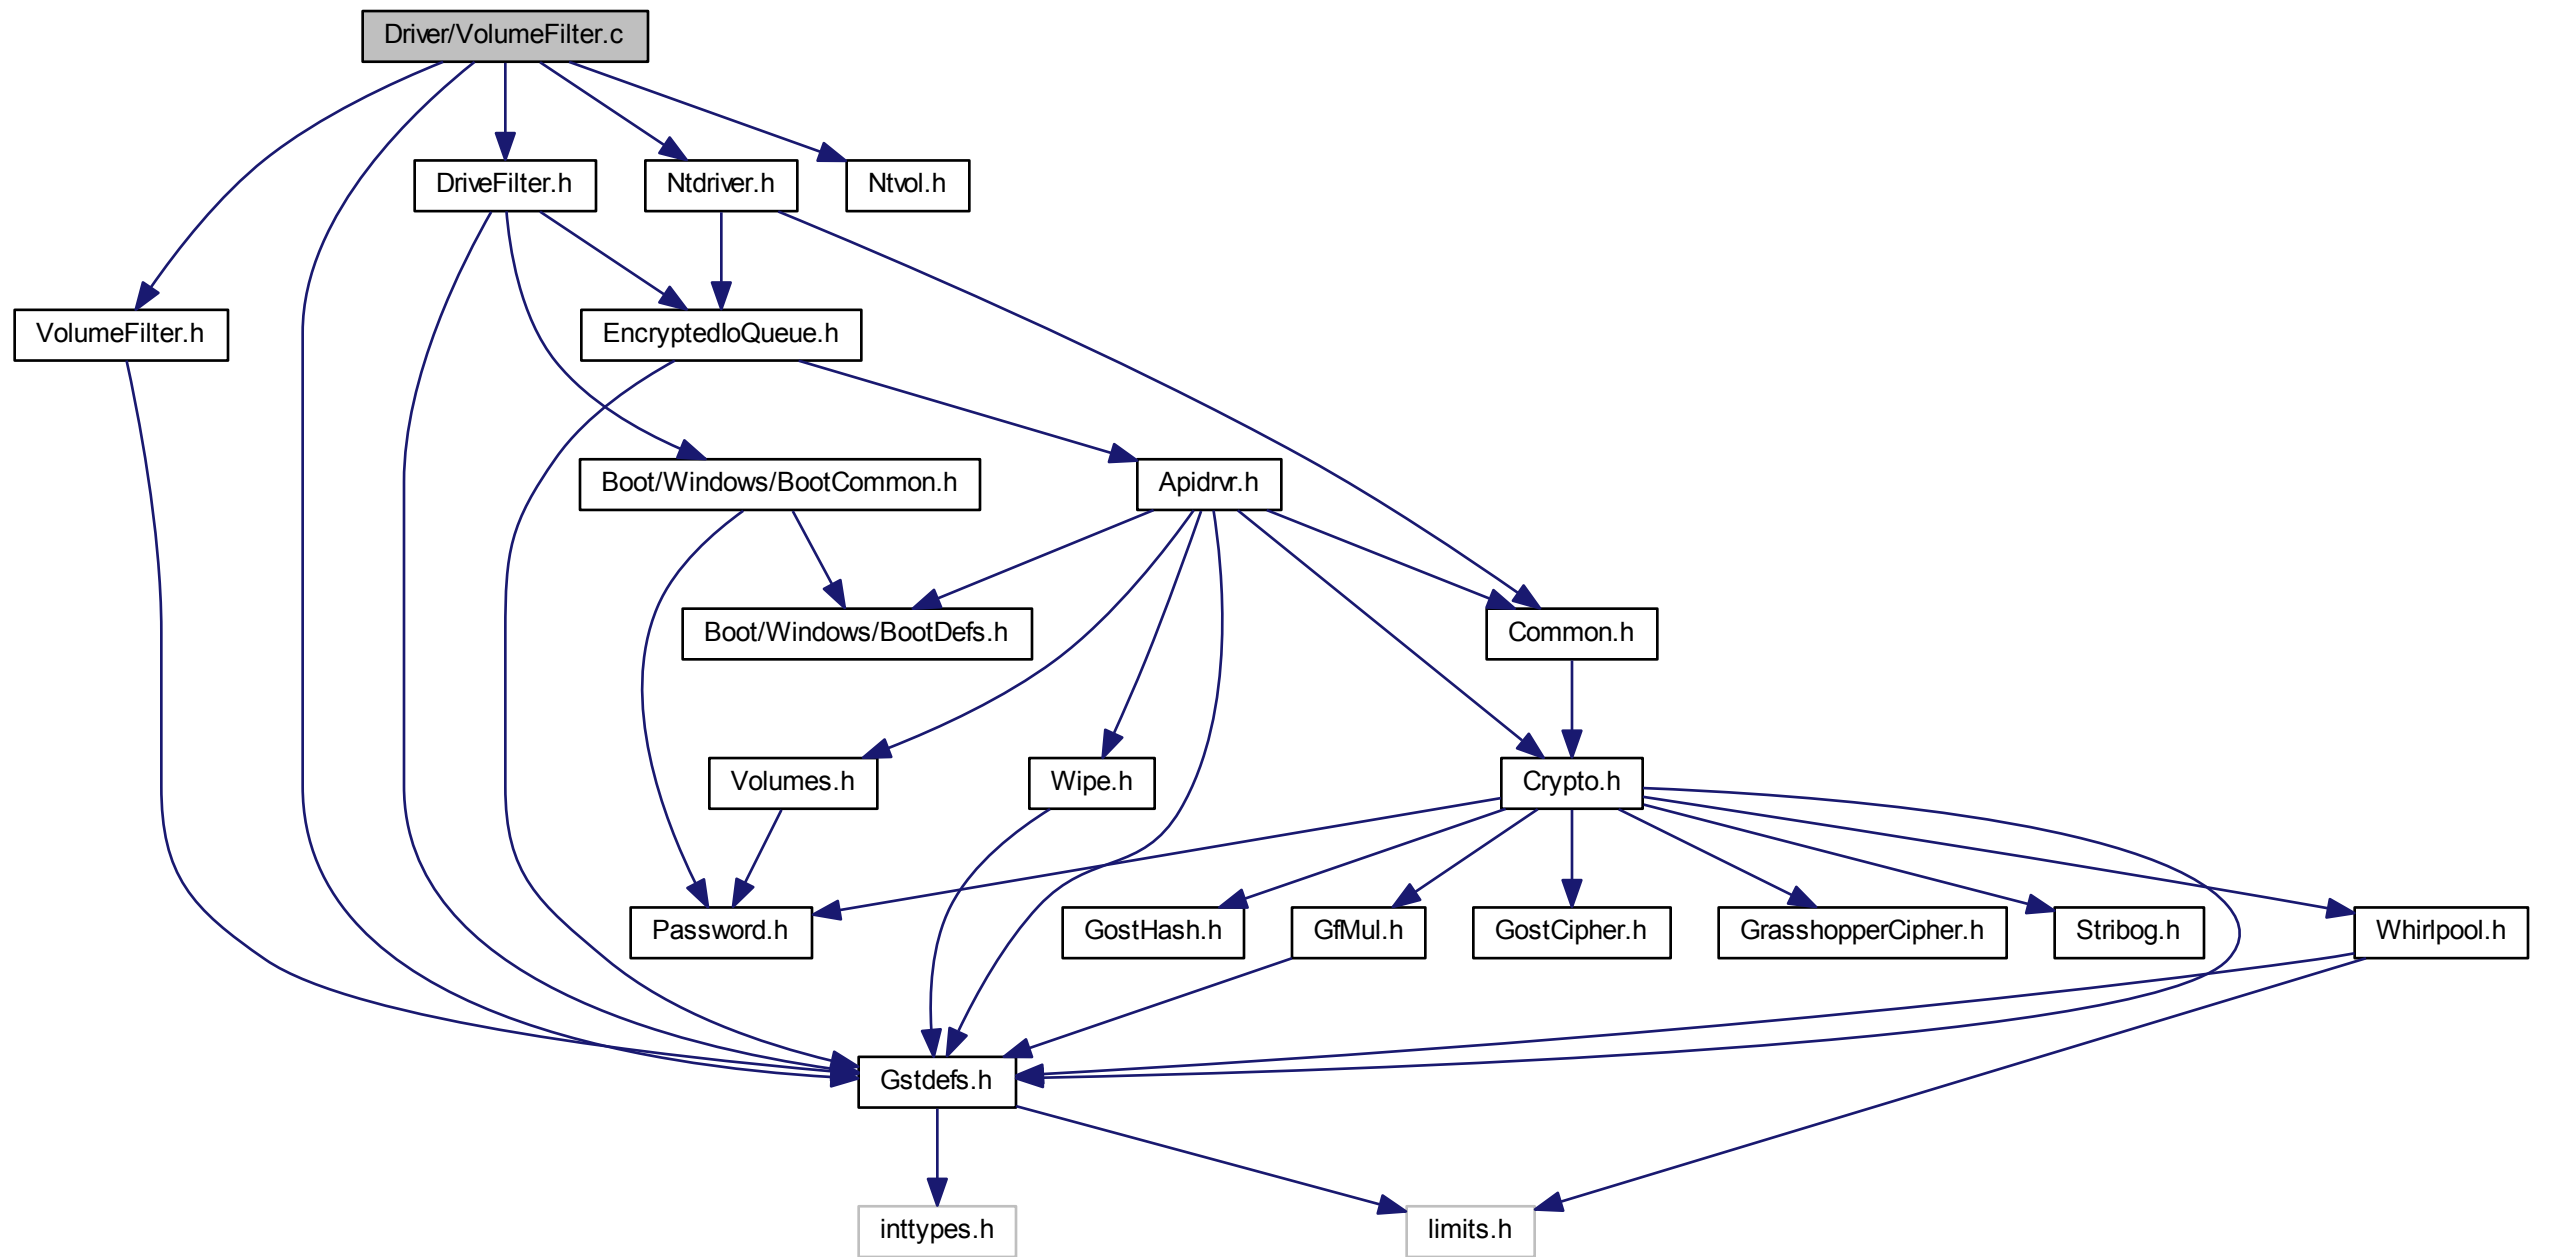 Driver/VolumeFilter.c
DriveFilter.h
Ntdriver.h
Ntvol.h
VolumeFilter.h
EncryptedIoQueue.h
Boot/Windows/BootCommon.h
Apidrvr.h
Boot/Windows/BootDefs.h
Common.h
Volumes.h
Wipe.h
Crypto.h
Password.h
GostHash.h
GfMul.h
GostCipher.h
GrasshopperCipher.h
Stribog.h
Whirlpool.h
Gstdefs.h
inttypes.h
limits.h